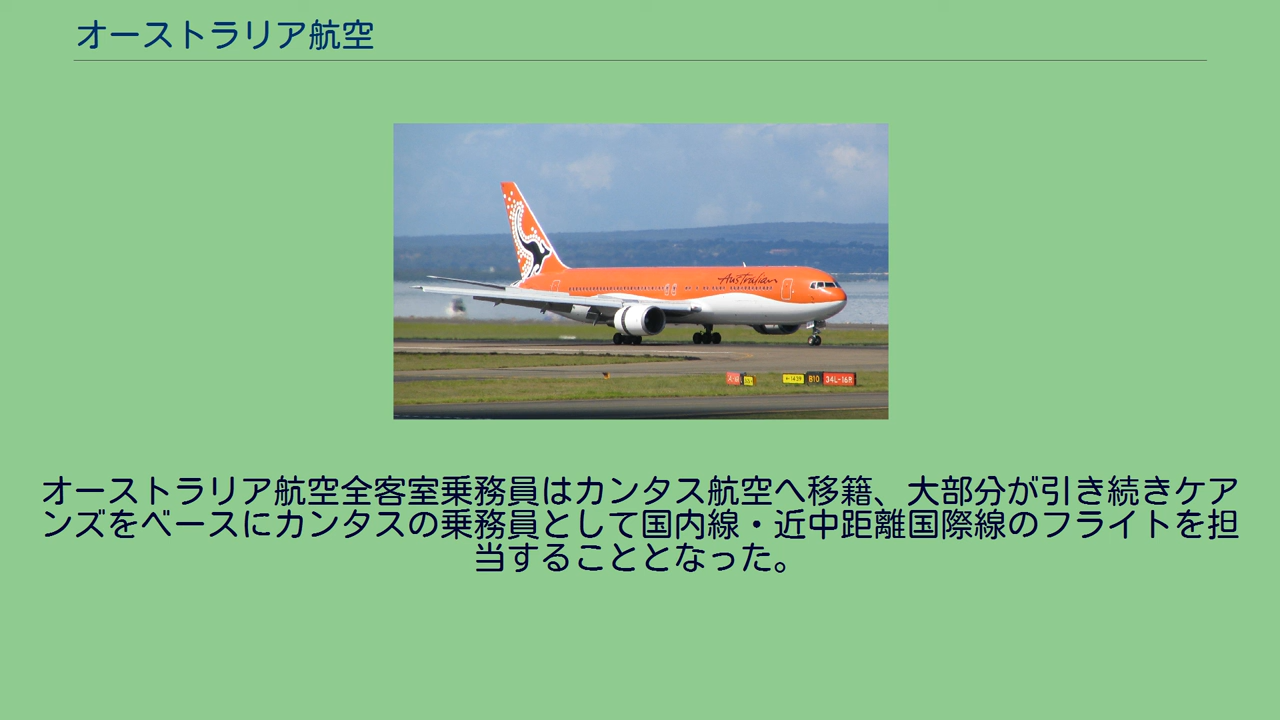 オーストラリア航空
Australian
B10
34L-16R
オーストラリア航空全客室乗務員はカンタス航空へ移籍、大部分が引き続きケア
ンズをベースにカンタスの乗務員として国内線・近中距離国際線のフライトを担
当することとなった。